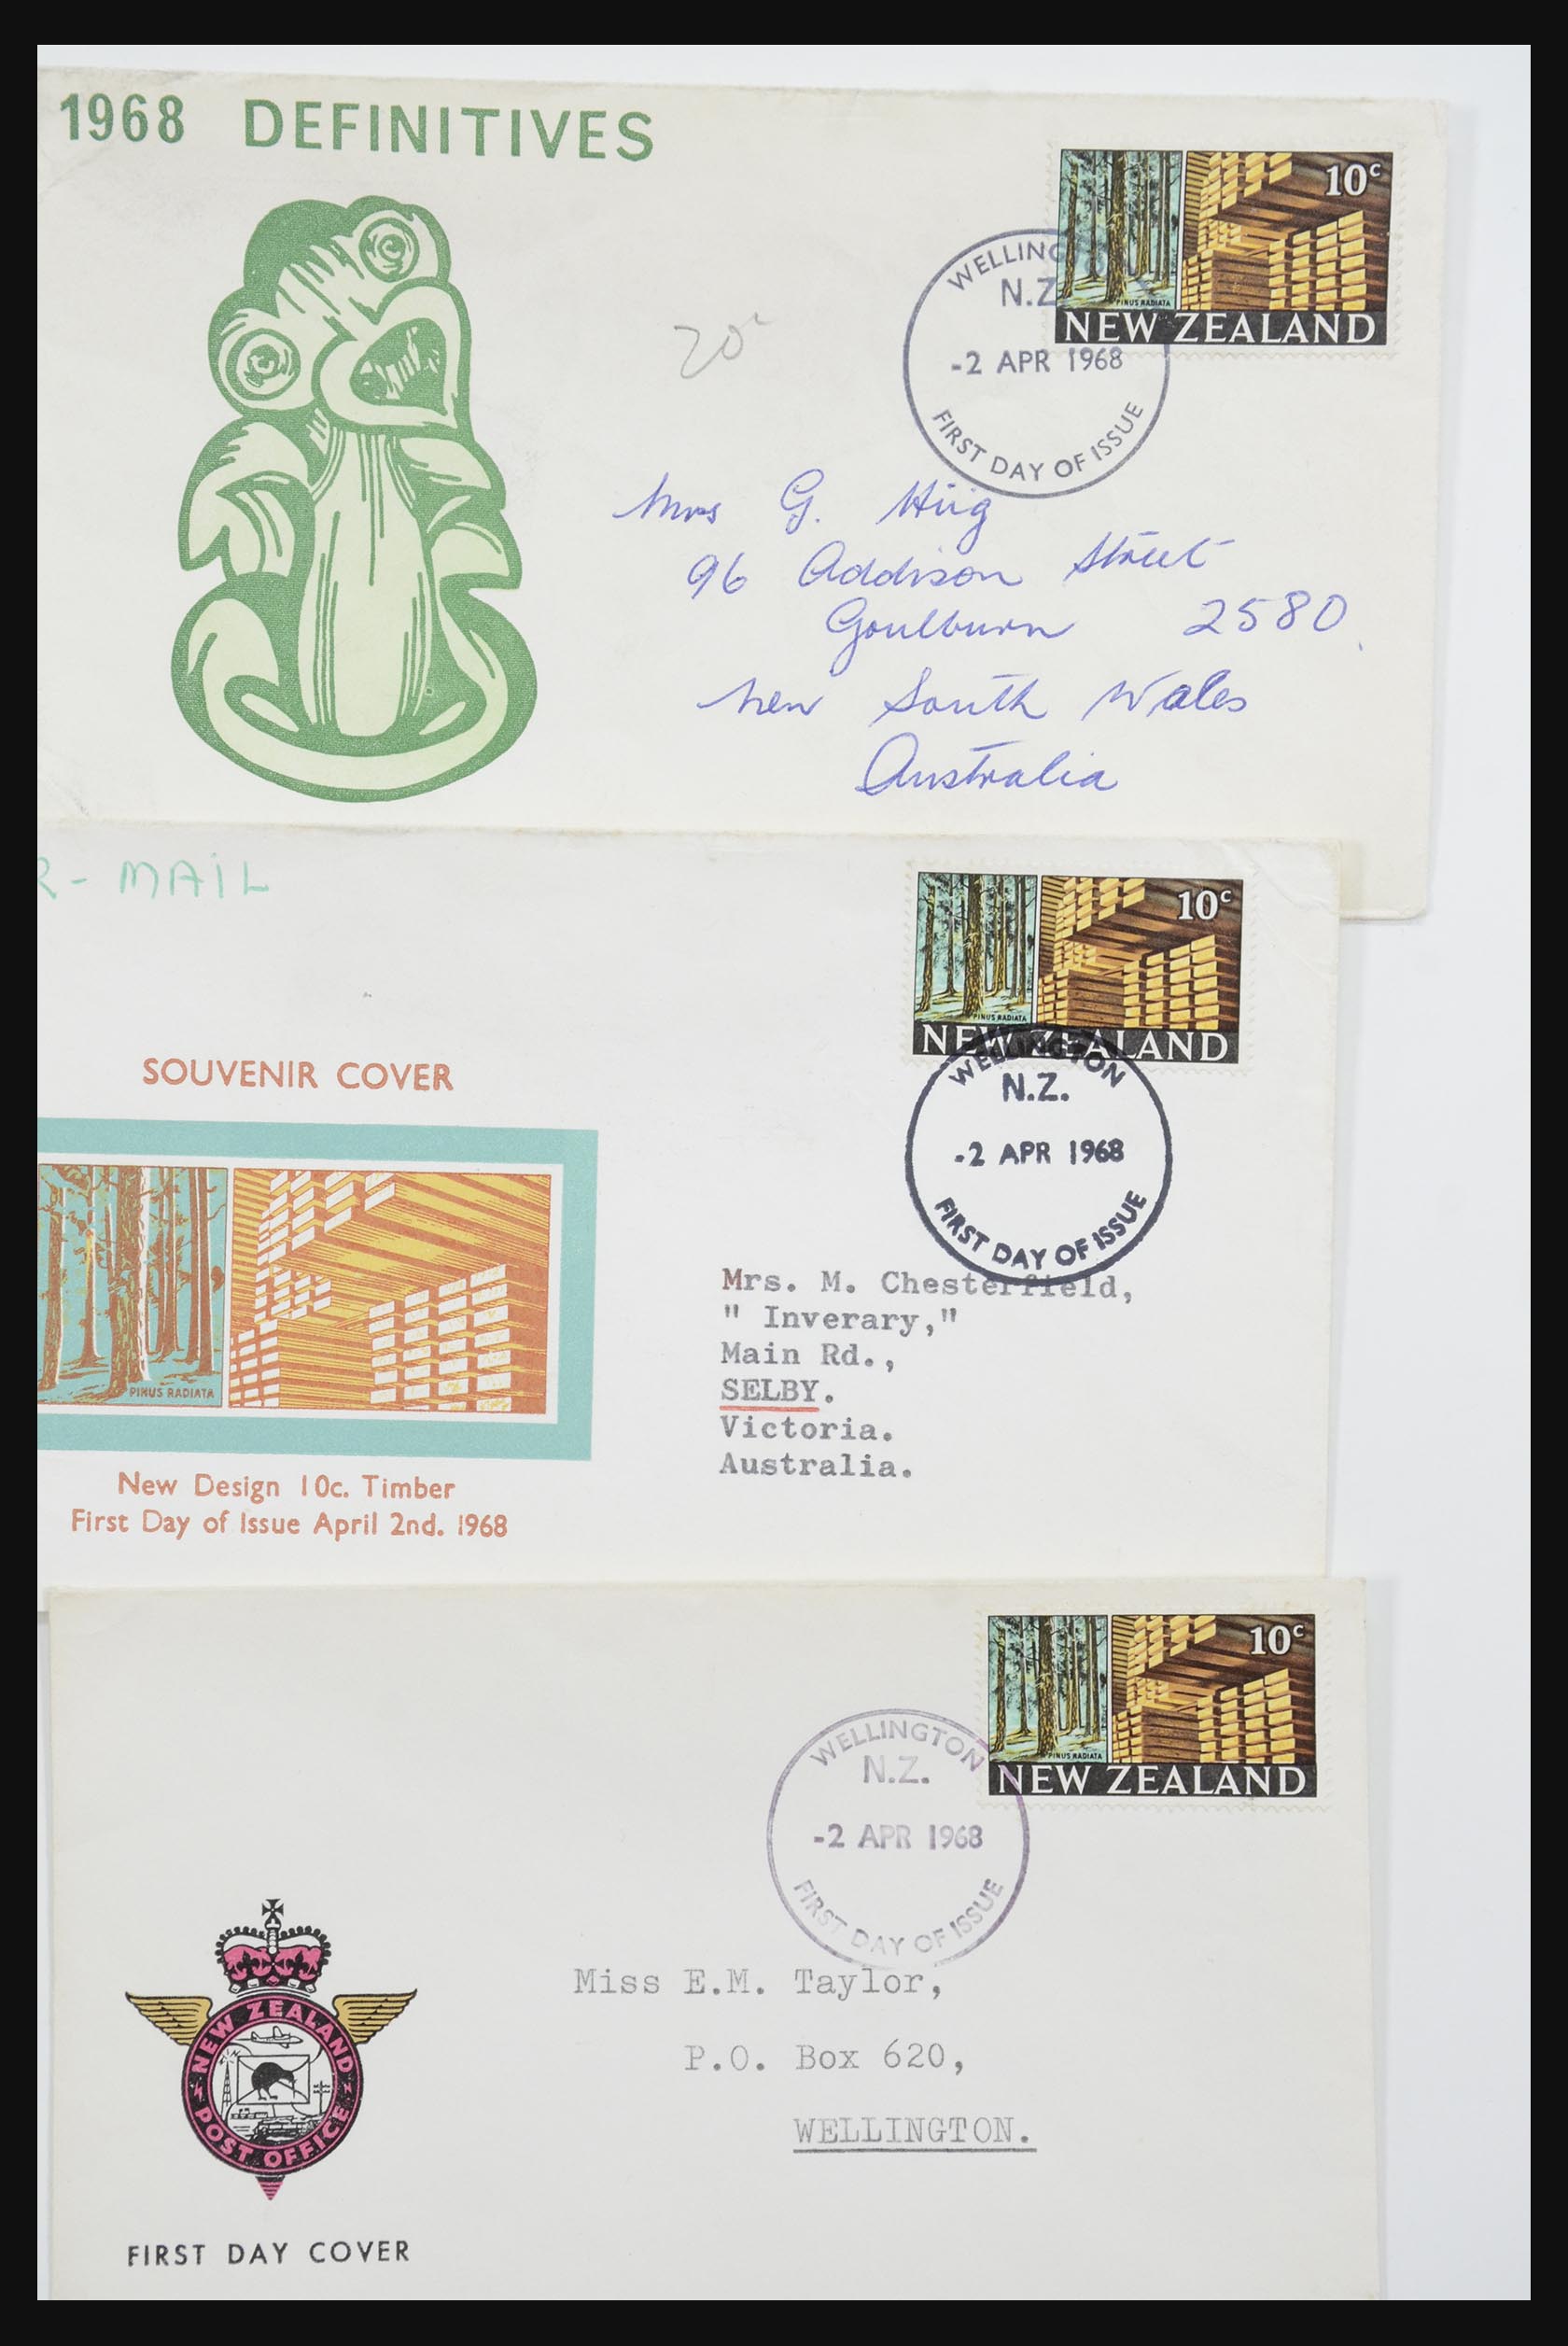 1968 DEFINITIVES
10c
PINUS RADIATA
NEW ZEALAND
WELLINGTON
N.Z.
-2 APR 1968
FIRST DAY OF ISSUE
20c
Mrs G.
96 Addison Street
Goulburn 2580
New South Wales
Australia
R-MAiL
10c
PINUS RADIATA
NEW ZEALAND
WELLINGTON
N.Z.
-2 APR 1968
FIRST DAY OF ISSUE
SOUVENIR COVER
PINUS RADIATA
New Design 10c. Timber
First Day of Issue April 2nd. 1968
Mrs. M. Chesterfield,
" Inverary,"
Main Rd.,
SELBY.
Victoria.
Australia.
10c
PINUS RADIATA
NEW ZEALAND
WELLINGTON
N.Z.
-2 APR 1968
FIRST DAY OF ISSUE
Miss E.M. Taylor,
P.O. Box 620,
WELLINGTON.
NEW ZEALAND
POST OFFICE
FIRST DAY COVER